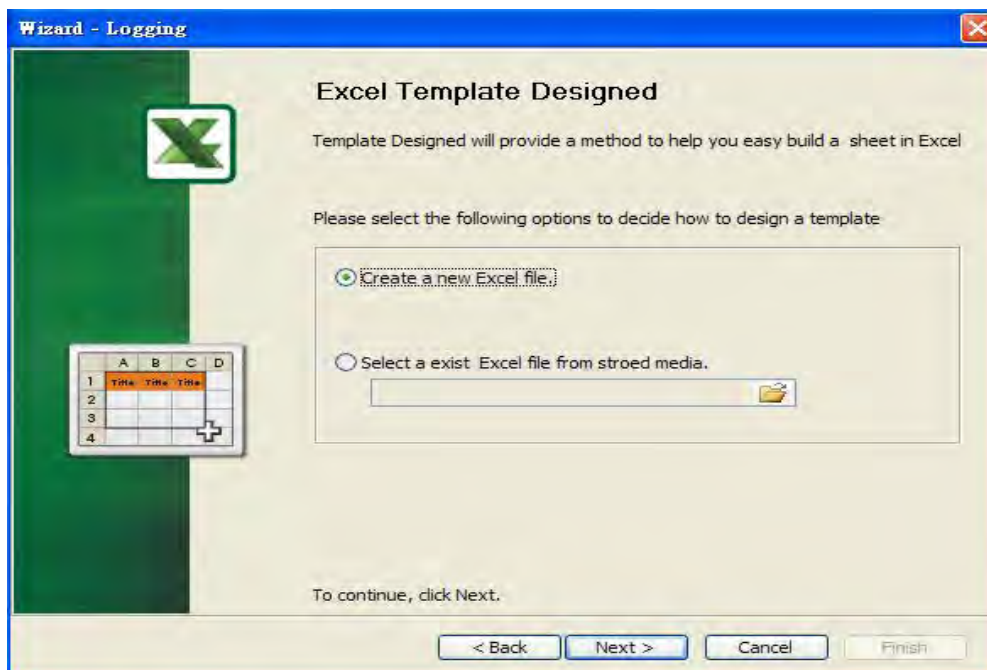 Wizard - Logging
Excel Template Designed
Template Designed will provide a method to help you easy build a sheet in Excel
Please select the following options to decide how to design a template
Create a new Excel file.
Select a exist Excel file from stroed media.
A B C D
1 Title Title Title
2
3
4
To continue, click Next.
< Back Next > Cancel Finish